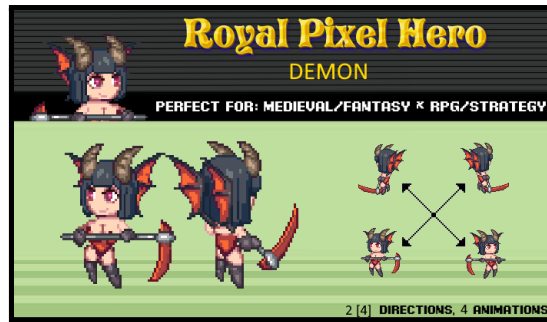 Royal Pixel Hero
DEMON
PERFECT FOR: MEDIEVAL/FANTASY * RPG/STRATEGY
2 [4] DIRECTIONS, 4 ANIMATIONS